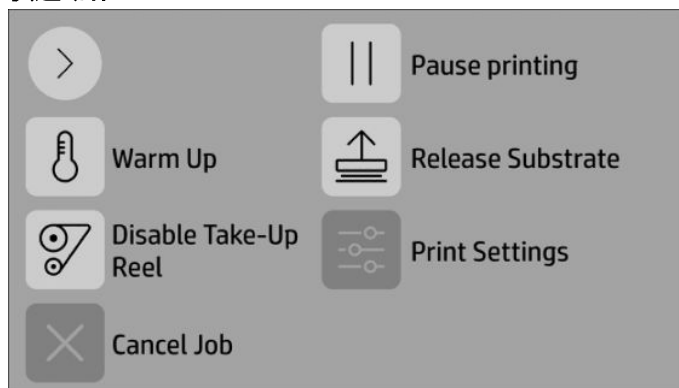 Pause printing
Warm Up
Release Substrate
Disable Take-Up
Reel
Print Settings
Cancel Job